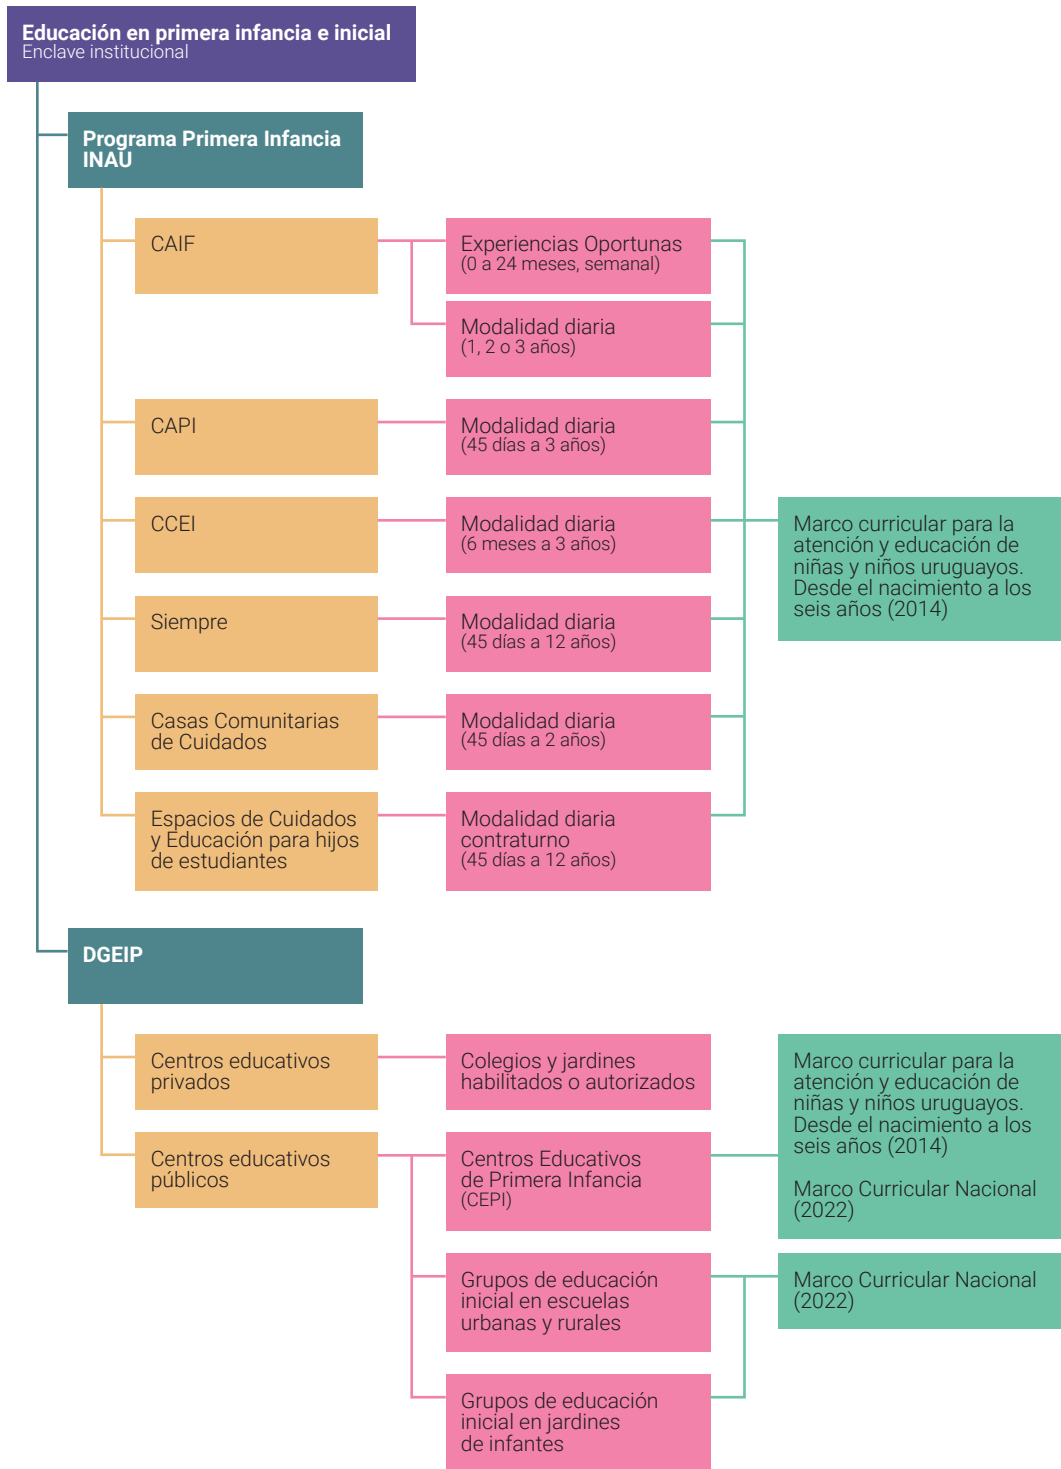 Educación en primera infancia e inicial
Enclave institucional
Programa Primera Infancia
INAU
CAIF
Experiencias Oportunas
(0 a 24 meses, semanal)
Modalidad diaria
(1, 2 o 3 años)
CAPI
Modalidad diaria
(45 días a 3 años)
CCEI
Modalidad diaria
(6 meses a 3 años)
Marco curricular para la
atención y educación de
niñas y niños uruguayos.
Desde el nacimiento a los
seis años (2014)
Siempre
Modalidad diaria
(45 días a 12 años)
Casas Comunitarias
de Cuidados
Modalidad diaria
(45 días a 2 años)
Espacios de Cuidados
y Educación para hijos
de estudiantes
Modalidad diaria
contraturno
(45 días a 12 años)
DGEIP
Centros educativos
privados
Colegios y jardines
habilitados o autorizados
Centros educativos
públicos
Centros Educativos
de Primera Infancia
(CEPI)
Marco curricular para la
atención y educación de
niñas y niños uruguayos.
Desde el nacimiento a los
seis años (2014)
Marco Curricular Nacional
(2022)
Grupos de educación
inicial en escuelas
urbanas y rurales
Marco Curricular Nacional
(2022)
Grupos de educación
inicial en jardines
de infantes